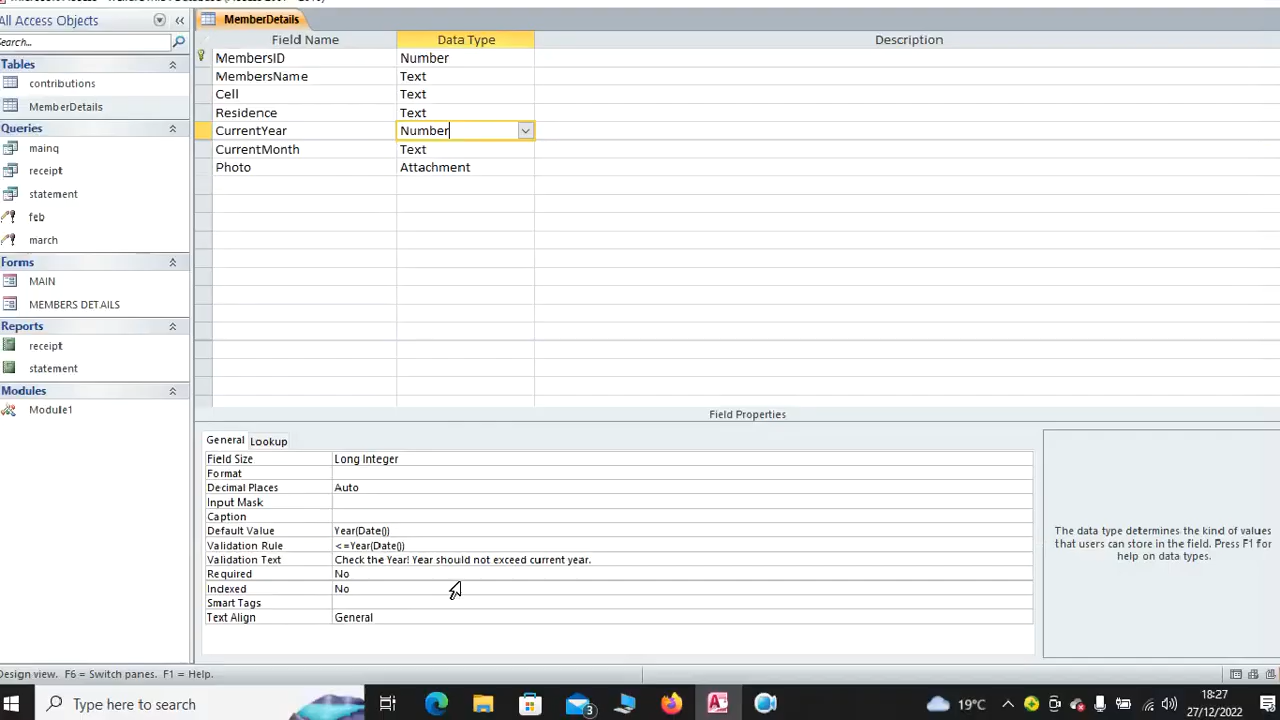 All Access Objects
Search...
Tables
contributions
MemberDetails
Queries
mainq
receipt
statement
feb
march
Forms
MAIN
MEMBERS DETAILS
Reports
receipt
statement
Modules
Module1
MemberDetails
Field Name Data Type Description
MembersID Number
MembersName Text
Cell Text
Residence Text
CurrentYear Number
CurrentMonth Text
Photo Attachment
Field Properties
General Lookup
Field Size Long Integer
Format
Decimal Places Auto
Input Mask
Caption
Default Value Year(Date())
Validation Rule <=Year(Date())
Validation Text Check the Year! Year should not exceed current year.
Required No
Indexed No
Smart Tags
Text Align General
The data type determines the kind of values
that users can store in the field. Press F1 for
help on data types.
Design view. F6 = Switch panes. F1 = Help.
Type here to search
3
19°C
18:27
27/12/2022